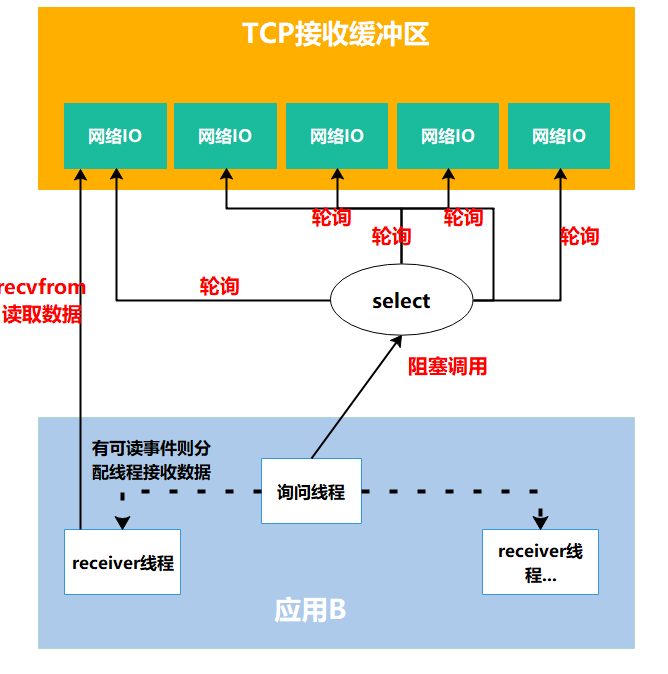 TCP接收缓冲区
网络IO
网络IO
网络IO
网络IO
网络IO
轮询
轮询
轮询
轮询
轮询
recvfrom
读取数据
select
阻塞调用
有可读事件则分
配线程接收数据
询问线程
receiver线程
receiver线
程...
应用B